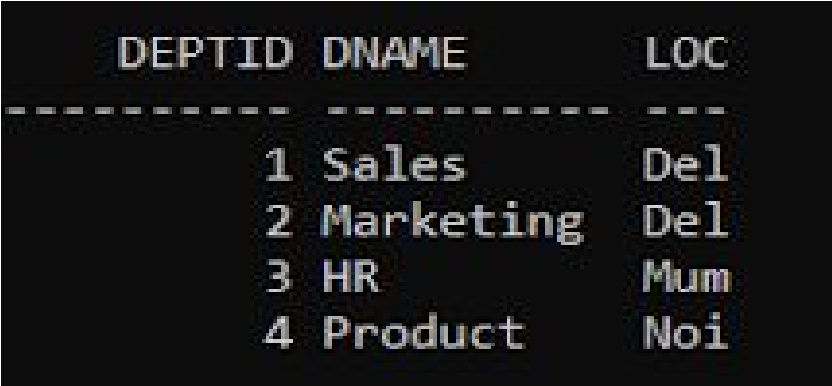 DEPTID DNAME LOC
---------- ---------- ---
1 Sales Del
2 Marketing Del
3 HR Mum
4 Product Noi